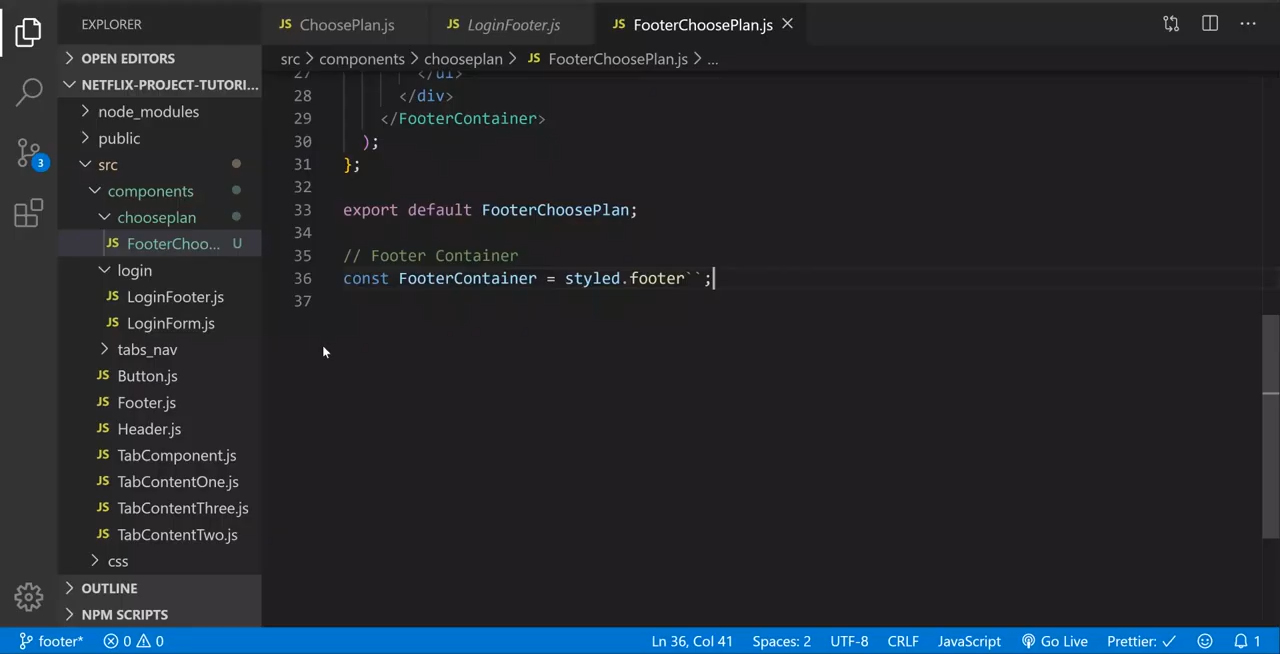 EXPLORER
JS ChoosePlan.js
JS LoginFooter.js
JS FooterChoosePlan.js
OPEN EDITORS
src > components > chooseplan > JS FooterChoosePlan.js > ...
NETFLIX-PROJECT-TUTORI...
node_modules
public
src
components
chooseplan
JS FooterChoo... U
login
JS LoginFooter.js
JS LoginForm.js
tabs_nav
JS Button.js
JS Footer.js
JS Header.js
JS TabComponent.js
JS TabContentOne.js
JS TabContentThree.js
JS TabContentTwo.js
css
OUTLINE
NPM SCRIPTS
3
27 </ul>
28 </div>
29 </FooterContainer>
30 );
31 };
32
33 export default FooterChoosePlan;
34
35 // Footer Container
36 const FooterContainer = styled.footer``;
37
footer* 0 0 Ln 36, Col 41 Spaces: 2 UTF-8 CRLF JavaScript Go Live Prettier: ✓ 1